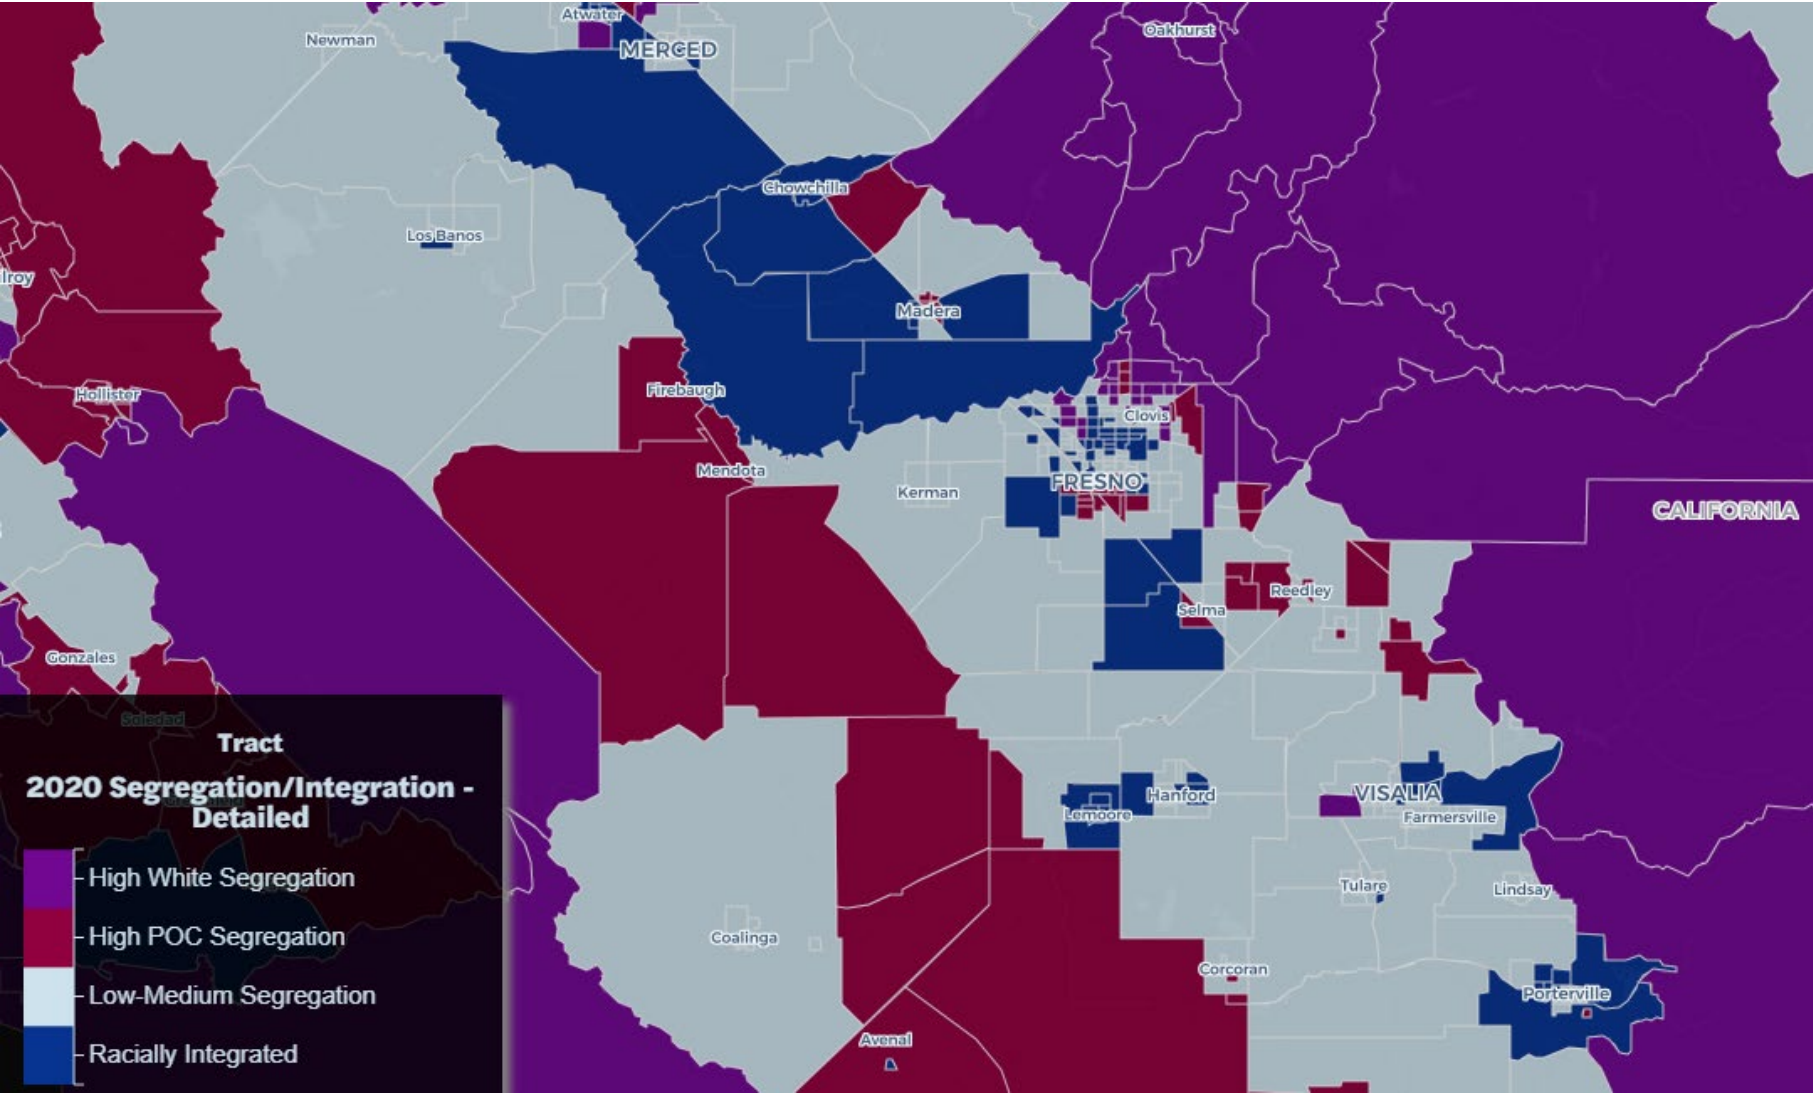 Atwater
Newman
MERCED
Oakhurst
Chowchilla
Los Banos
lroy
Madera
Firebaugh
Hollister
Clovis
Mendota
FRESNO
Kerman
CALIFORNIA
Reedley
Selma
Gonzales
Soledad
Tract
2020 Segregation/Integration -
Detailed
High White Segregation
High POC Segregation
Low-Medium Segregation
Racially Integrated
VISALIA
Hanford
Lemoore
Farmersville
Tulare
Lindsay
Coalinga
Corcoran
Porterville
Avenal